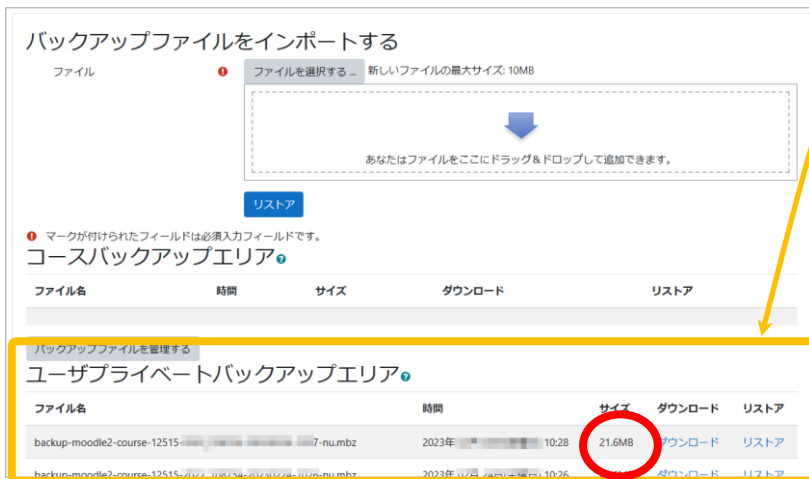 バックアップファイルをインポートする
ファイル
ファイルを選択する ... 新しいファイルの最大サイズ: 10MB
あなたはファイルをここにドラッグ&ドロップして追加できます。
リストア
マークが付けられたフィールドは必須入力フィールドです。
コースバックアップエリア
ファイル名 時間 サイズ ダウンロード リストア
バックアップファイルを管理する
ユーザプライベートバックアップエリア
ファイル名 時間 サイズ ダウンロード リストア
backup-moodle2-course-12515- 7-nu.mbz 2023年 10:28 21.6MB ダウンロード リストア
backup-moodle2-course-12515- -nu.mbz 2023年 10:26 ダウンロード リストア